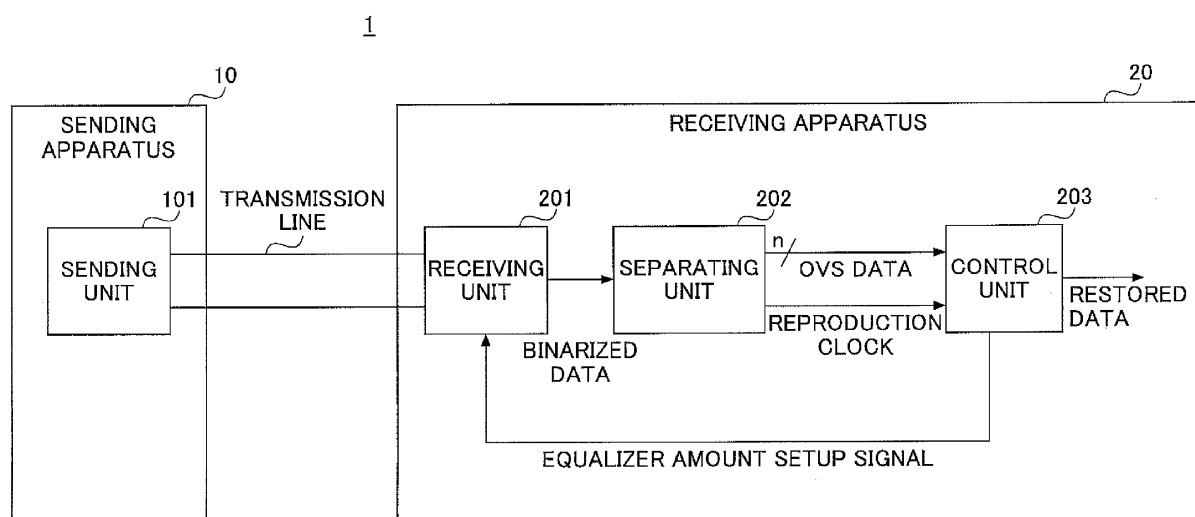 1
10
20
SENDING
APPARATUS
RECEIVING APPARATUS
101
TRANSMISSION
LINE
201
202
203
SENDING
UNIT
RECEIVING
UNIT
SEPARATING
UNIT
n
OVS DATA
CONTROL
UNIT
RESTORED
DATA
BINARIZED
DATA
REPRODUCTION
CLOCK
EQUALIZER AMOUNT SETUP SIGNAL